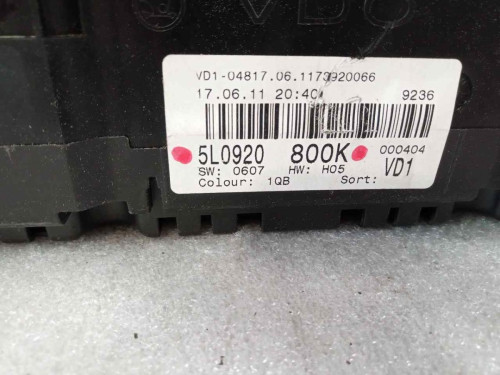 VDO
VD1-04817.06.1173920066
17.06.11 20:40 9236
5L0920 800K 000404
SW: 0607 HW: H05 VD1
Colour: 1QB Sort: